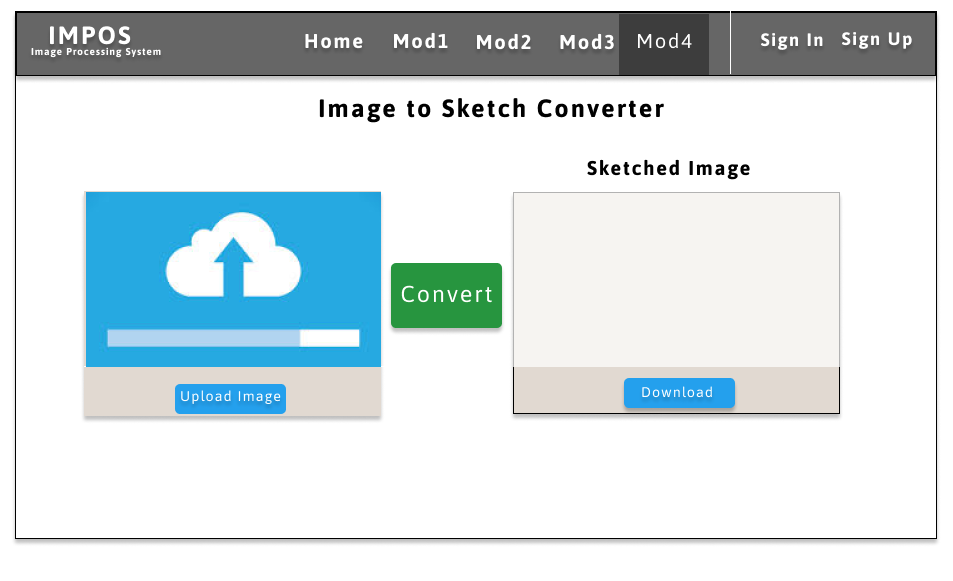 IMPOS
Image Processing System
Home Mod1 Mod2 Mod3 Mod4 Sign In Sign Up
Image to Sketch Converter
Sketched Image
Convert
Upload Image
Download